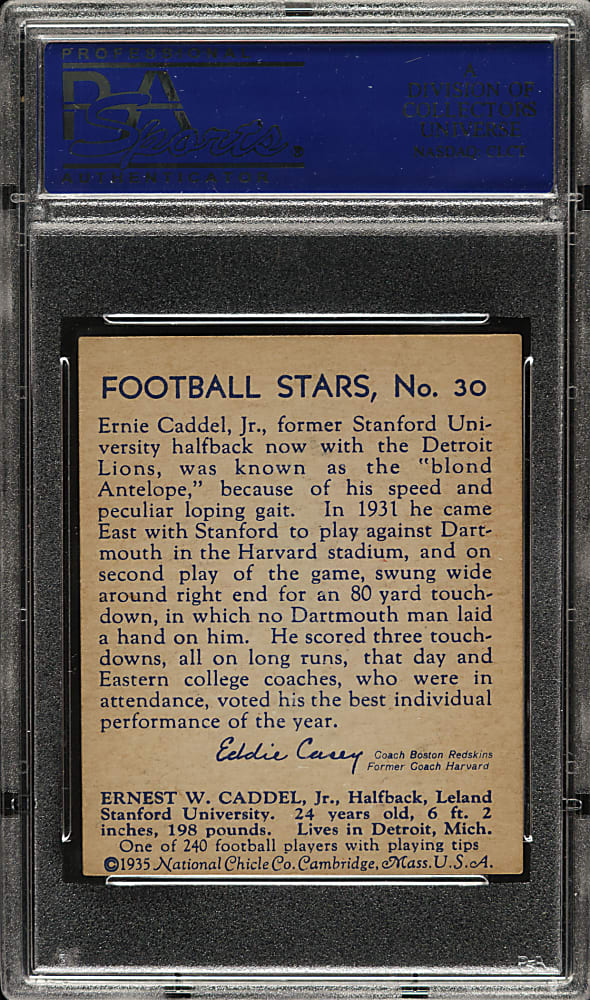 PROFESSIONAL
PSA
Sports
AUTHENTICATOR
A
DIVISION OF
COLLECTORS
UNIVERSE
NASDAQ: CLCT
FOOTBALL STARS, No. 30
Ernie Caddel, Jr., former Stanford Uni-
versity halfback now with the Detroit
Lions, was known as the "blond
Antelope," because of his speed and
peculiar loping gait. In 1931 he came
East with Stanford to play against Dart-
mouth in the Harvard stadium, and on
second play of the game, swung wide
around right end for an 80 yard touch-
down, in which no Dartmouth man laid
a hand on him. He scored three touch-
downs, all on long runs, that day and
Eastern college coaches, who were in
attendance, voted his the best individual
performance of the year.
Eddie Casey Coach Boston Redskins
Former Coach Harvard
ERNEST W. CADDEL, Jr., Halfback, Leland
Stanford University. 24 years old, 6 ft. 2
inches, 198 pounds. Lives in Detroit, Mich.
One of 240 football players with playing tips
©1935 National Chicle Co. Cambridge, Mass. U.S.A.
PSA